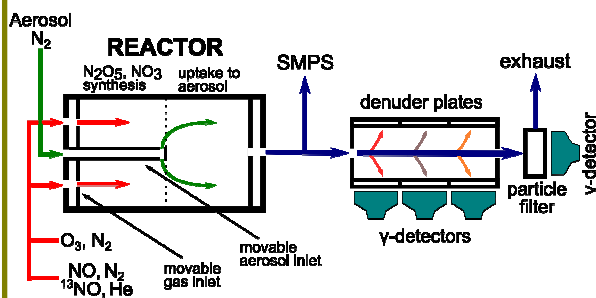 Aerosol
N₂
REACTOR
N₂O₅, NO₃
synthesis
uptake to
aerosol
SMPS
denuder plates
exhaust
γ-detector
particle
filter
γ-detectors
movable
aerosol inlet
movable
gas inlet
O₃, N₂
NO, N₂
¹³NO, He